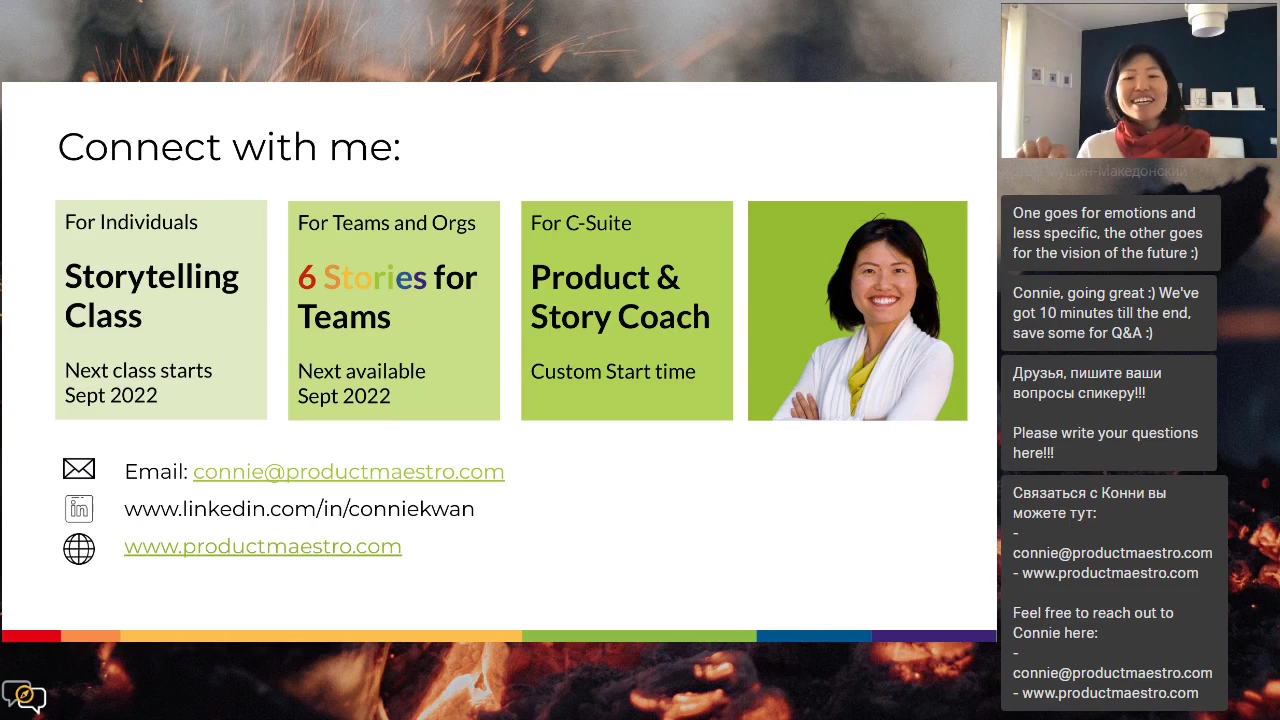 Connect with me:
For Individuals
Storytelling
Class
Next class starts
Sept 2022
For Teams and Orgs
6 Stories for
Teams
Next available
Sept 2022
For C-Suite
Product &
Story Coach
Custom Start time
Email: connie@productmaestro.com
in
www.linkedin.com/in/conniekwan
www.productmaestro.com
One goes for emotions and
less specific, the other goes
for the vision of the future :)
Connie, going great :) We've
got 10 minutes till the end,
save some for Q&A :)
Друзья, пишите ваши
вопросы спикеру!!!
Please write your questions
here!!!
Связаться с Конни вы
можете тут:
-
connie@productmaestro.com
- www.productmaestro.com
Feel free to reach out to
Connie here:
-
connie@productmaestro.com
- www.productmaestro.com